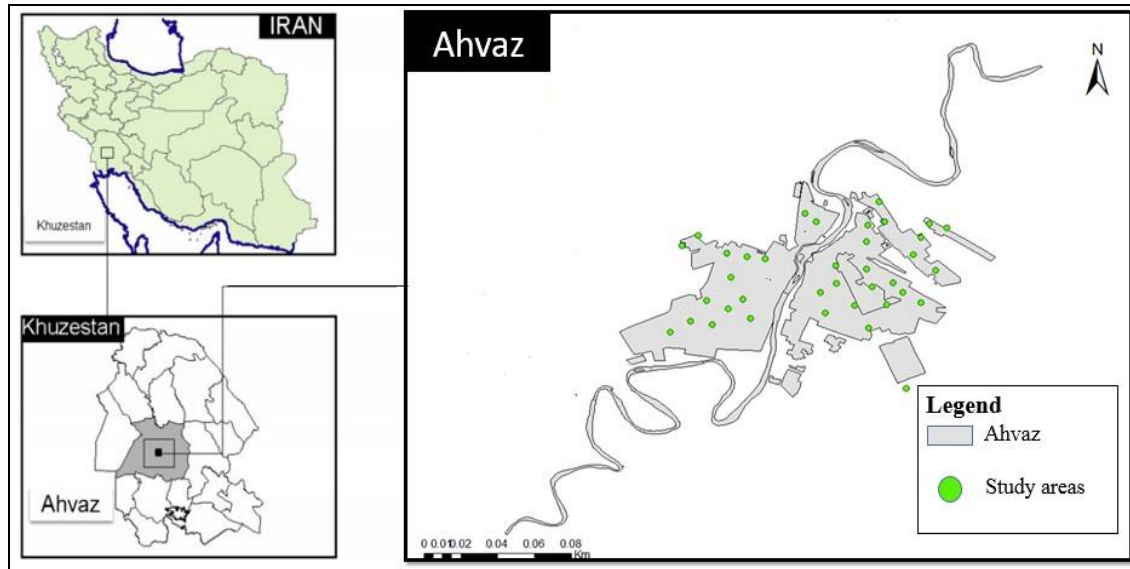 IRAN
Khuzestan
Khuzestan
Ahvaz
Ahvaz
N
Legend
Ahvaz
Study areas
0 0.01 0.02 0.04 0.06 0.08
Km